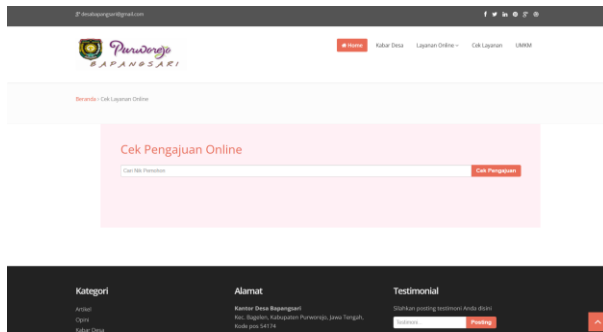 desabapangsari@gmail.com
Purworejo
BAPANGSARI
Home Kabar Desa Layanan Online Cek Layanan UMKM
Beranda › Cek Layanan Online
Cek Pengajuan Online
Cari Nik Pemohon
Cek Pengajuan
Kategori
Artikel
Opini
Kabar Desa
Alamat
Kantor Desa Bapangsari
Kec. Bagelen, Kabupaten Purworejo, Jawa Tengah,
Kode pos 54174
Testimonial
Silahkan posting testimoni Anda disini
Testimoni...
Posting